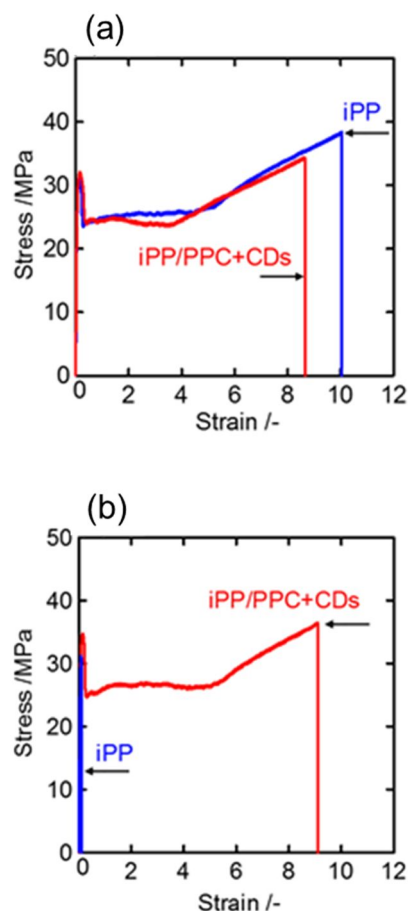 (a)
50
40
30
20
10
0
Stress /MPa
iPP
iPP/PPC+CDs
0 2 4 6 8 10 12
Strain /-
(b)
50
40
30
20
10
0
Stress /MPa
iPP/PPC+CDs
iPP
0 2 4 6 8 10 12
Strain /-